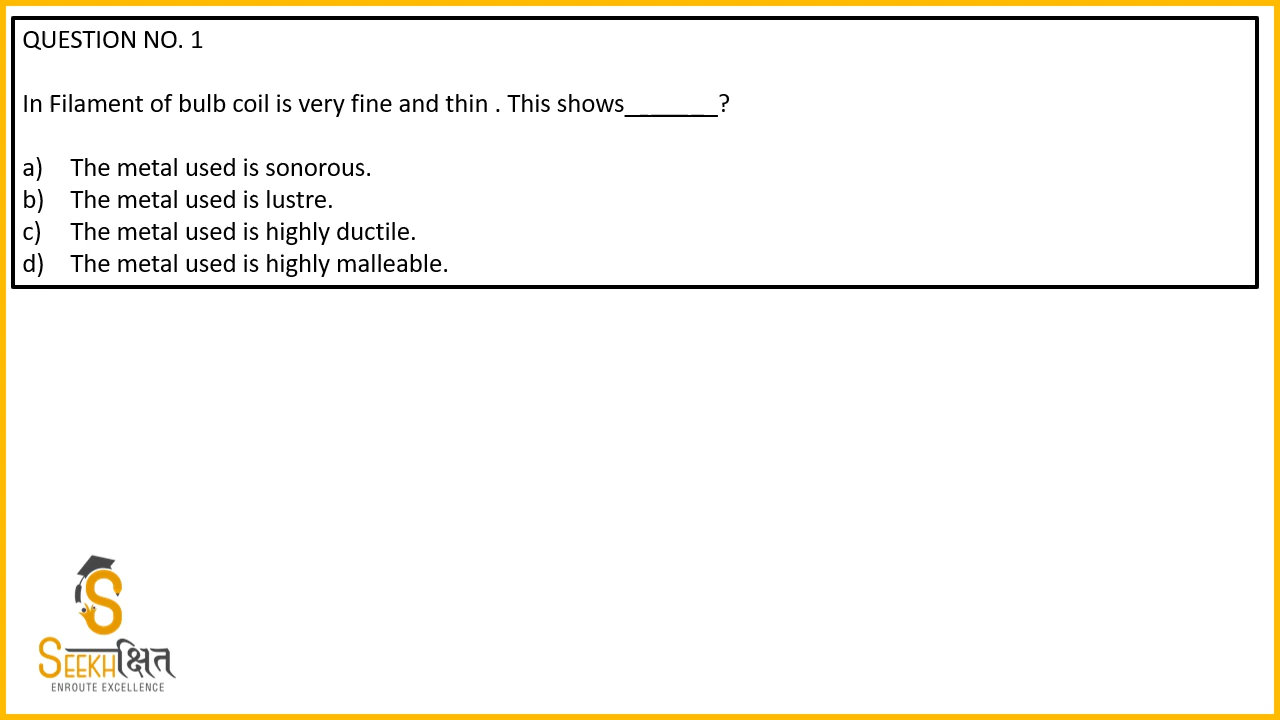 QUESTION NO. 1
In Filament of bulb coil is very fine and thin . This shows_______?
a) The metal used is sonorous.
b) The metal used is lustre.
c) The metal used is highly ductile.
d) The metal used is highly malleable.
S
SEEKHक्षित
ENROUTE EXCELLENCE